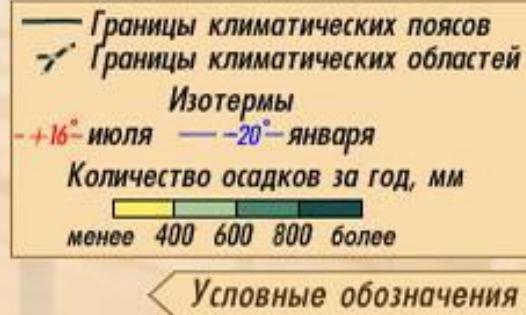 Границы климатических поясов
Границы климатических областей
Изотермы
-+16°- июля — -20°- января
Количество осадков за год, мм
менее 400 600 800 более
Условные обозначения